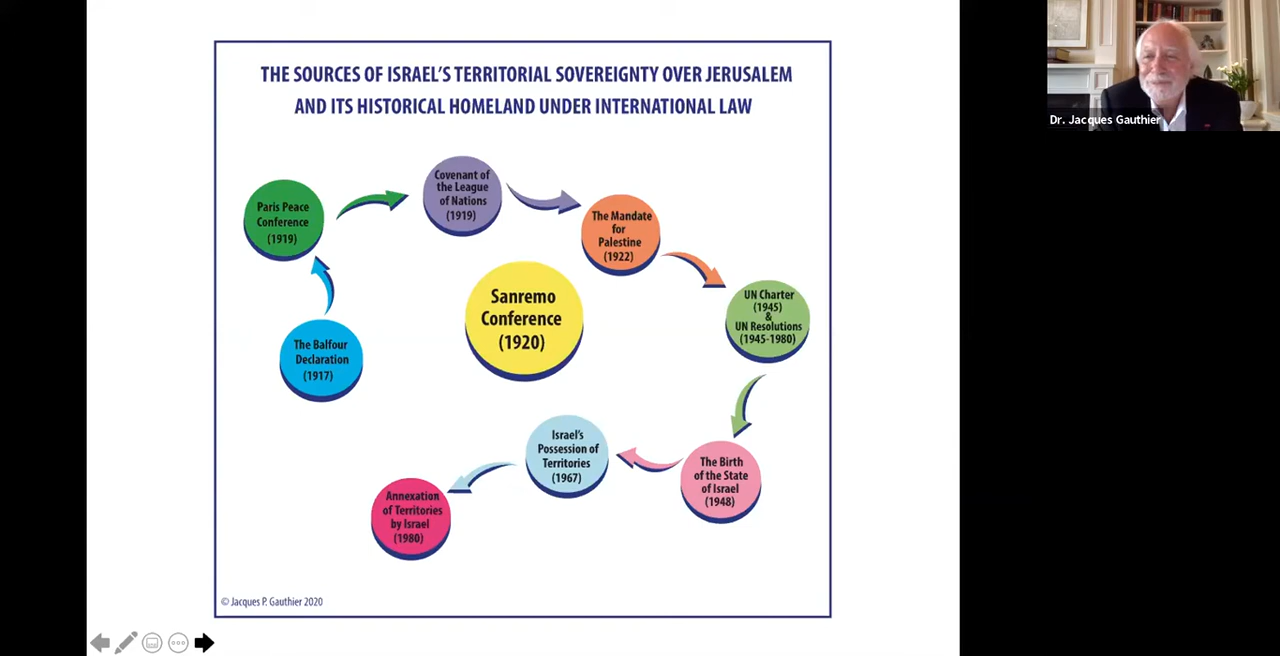 THE SOURCES OF ISRAEL'S TERRITORIAL SOVEREIGNTY OVER JERUSALEM
AND ITS HISTORICAL HOMELAND UNDER INTERNATIONAL LAW
Dr. Jacques Gauthier
Covenant of
the League
of Nations
(1919)
Paris Peace
Conference
(1919)
The Mandate
for
Palestine
(1922)
Sanremo
Conference
(1920)
UN Charter
(1945)
&
UN Resolutions
(1945-1980)
The Balfour
Declaration
(1917)
Israel's
Possession of
Territories
(1967)
The Birth
of the State
of Israel
(1948)
Annexation
of Territories
by Israel
(1980)
© Jacques P. Gauthier 2020